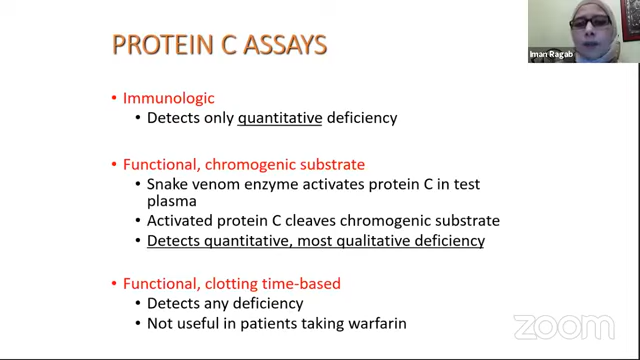 PROTEIN C ASSAYS
Iman Ragab
• Immunologic
• Detects only quantitative deficiency
• Functional, chromogenic substrate
• Snake venom enzyme activates protein C in test
plasma
• Activated protein C cleaves chromogenic substrate
• Detects quantitative, most qualitative deficiency
• Functional, clotting time-based
• Detects any deficiency
• Not useful in patients taking warfarin
zoom